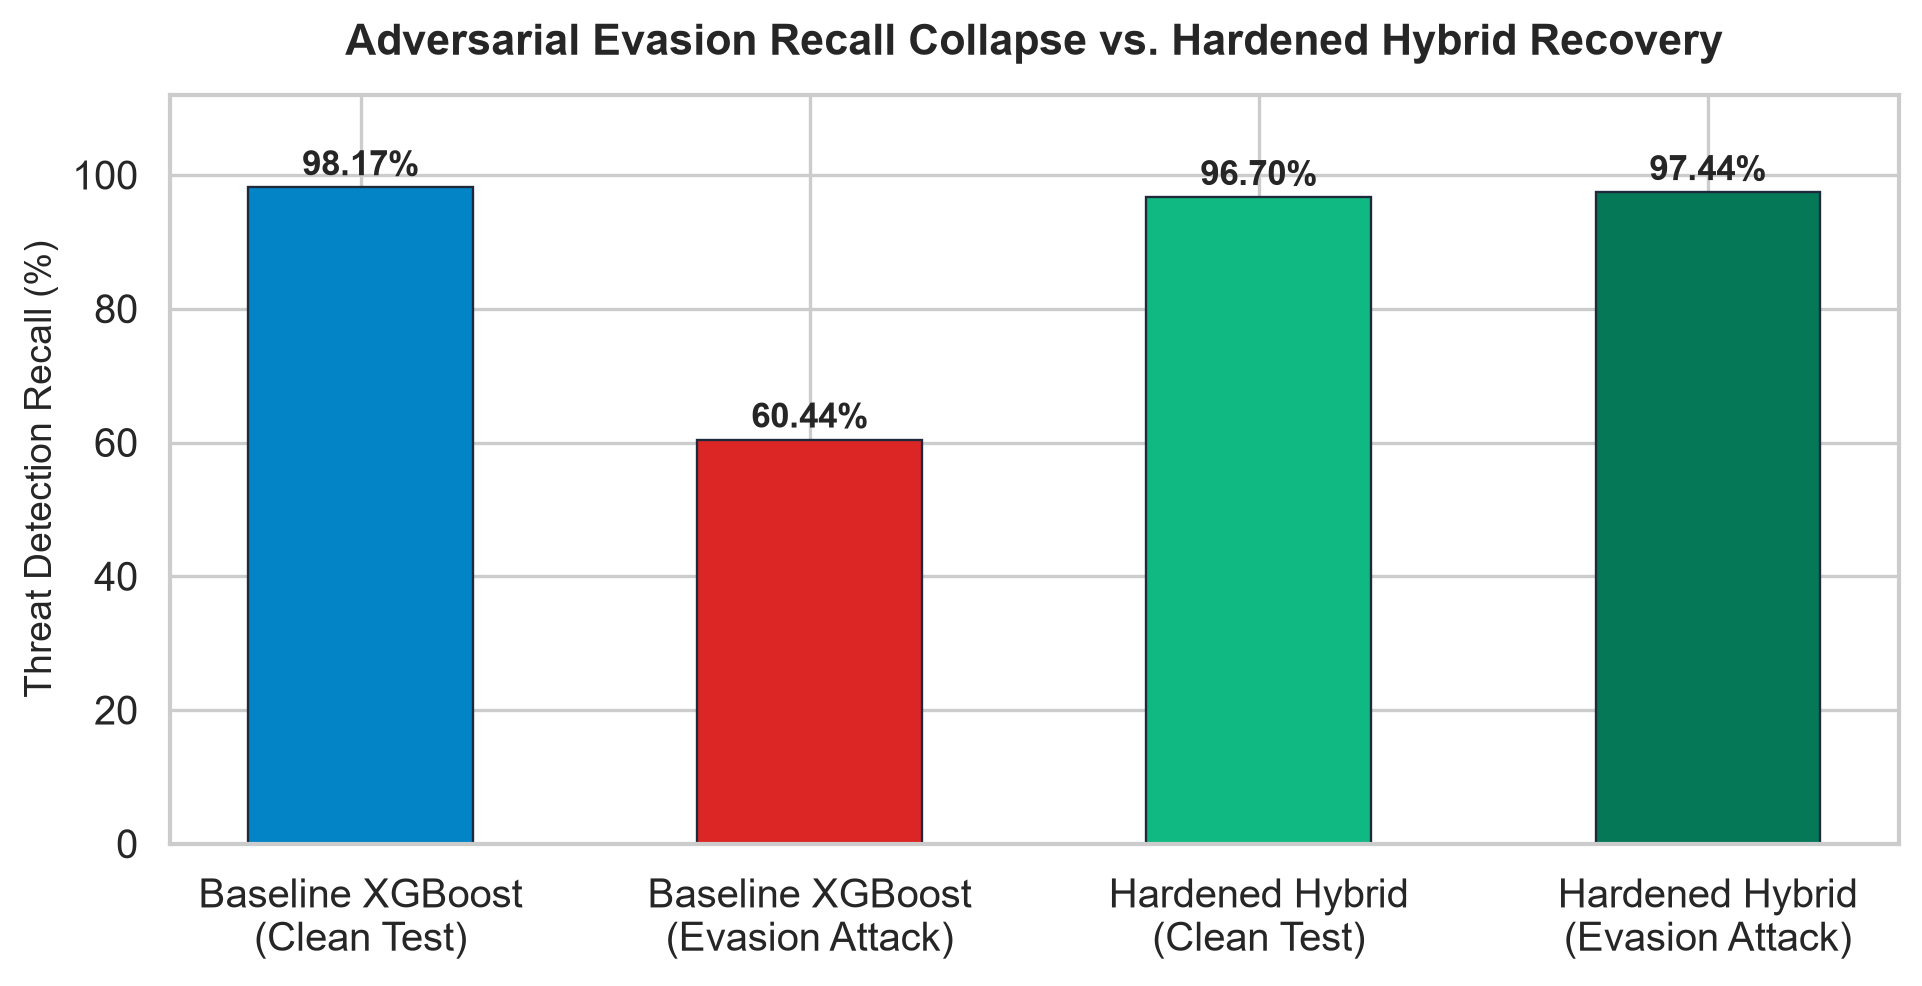 Adversarial Evasion Recall Collapse vs. Hardened Hybrid Recovery
Threat Detection Recall (%)
100
80
60
40
20
0
98.17%
60.44%
96.70%
97.44%
Baseline XGBoost
(Clean Test)
Baseline XGBoost
(Evasion Attack)
Hardened Hybrid
(Clean Test)
Hardened Hybrid
(Evasion Attack)